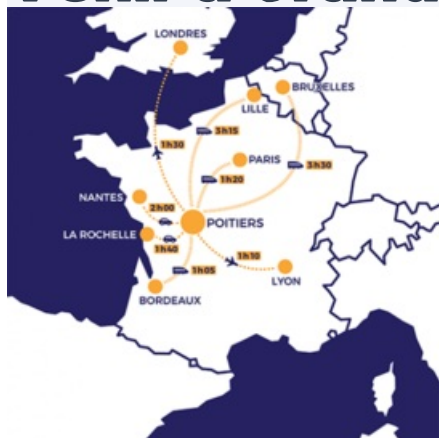 LONDRES
BRUXELLES
LILLE
3h15
1h30
PARIS
3h30
1h20
NANTES
2h00
POITIERS
LA ROCHELLE
1h40
1h10
1h05
LYON
BORDEAUX